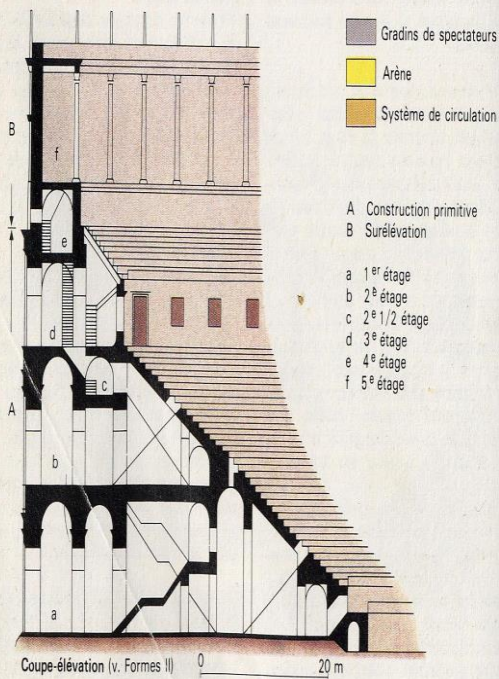 Gradins de spectateurs
Arène
Système de circulation
A Construction primitive
B Surélévation
a 1er étage
b 2e étage
c 2e 1/2 étage
d 3e étage
e 4e étage
f 5e étage
B
f
e
d
c
A
b
a
Coupe-élévation (v. Formes II)
0 20 m